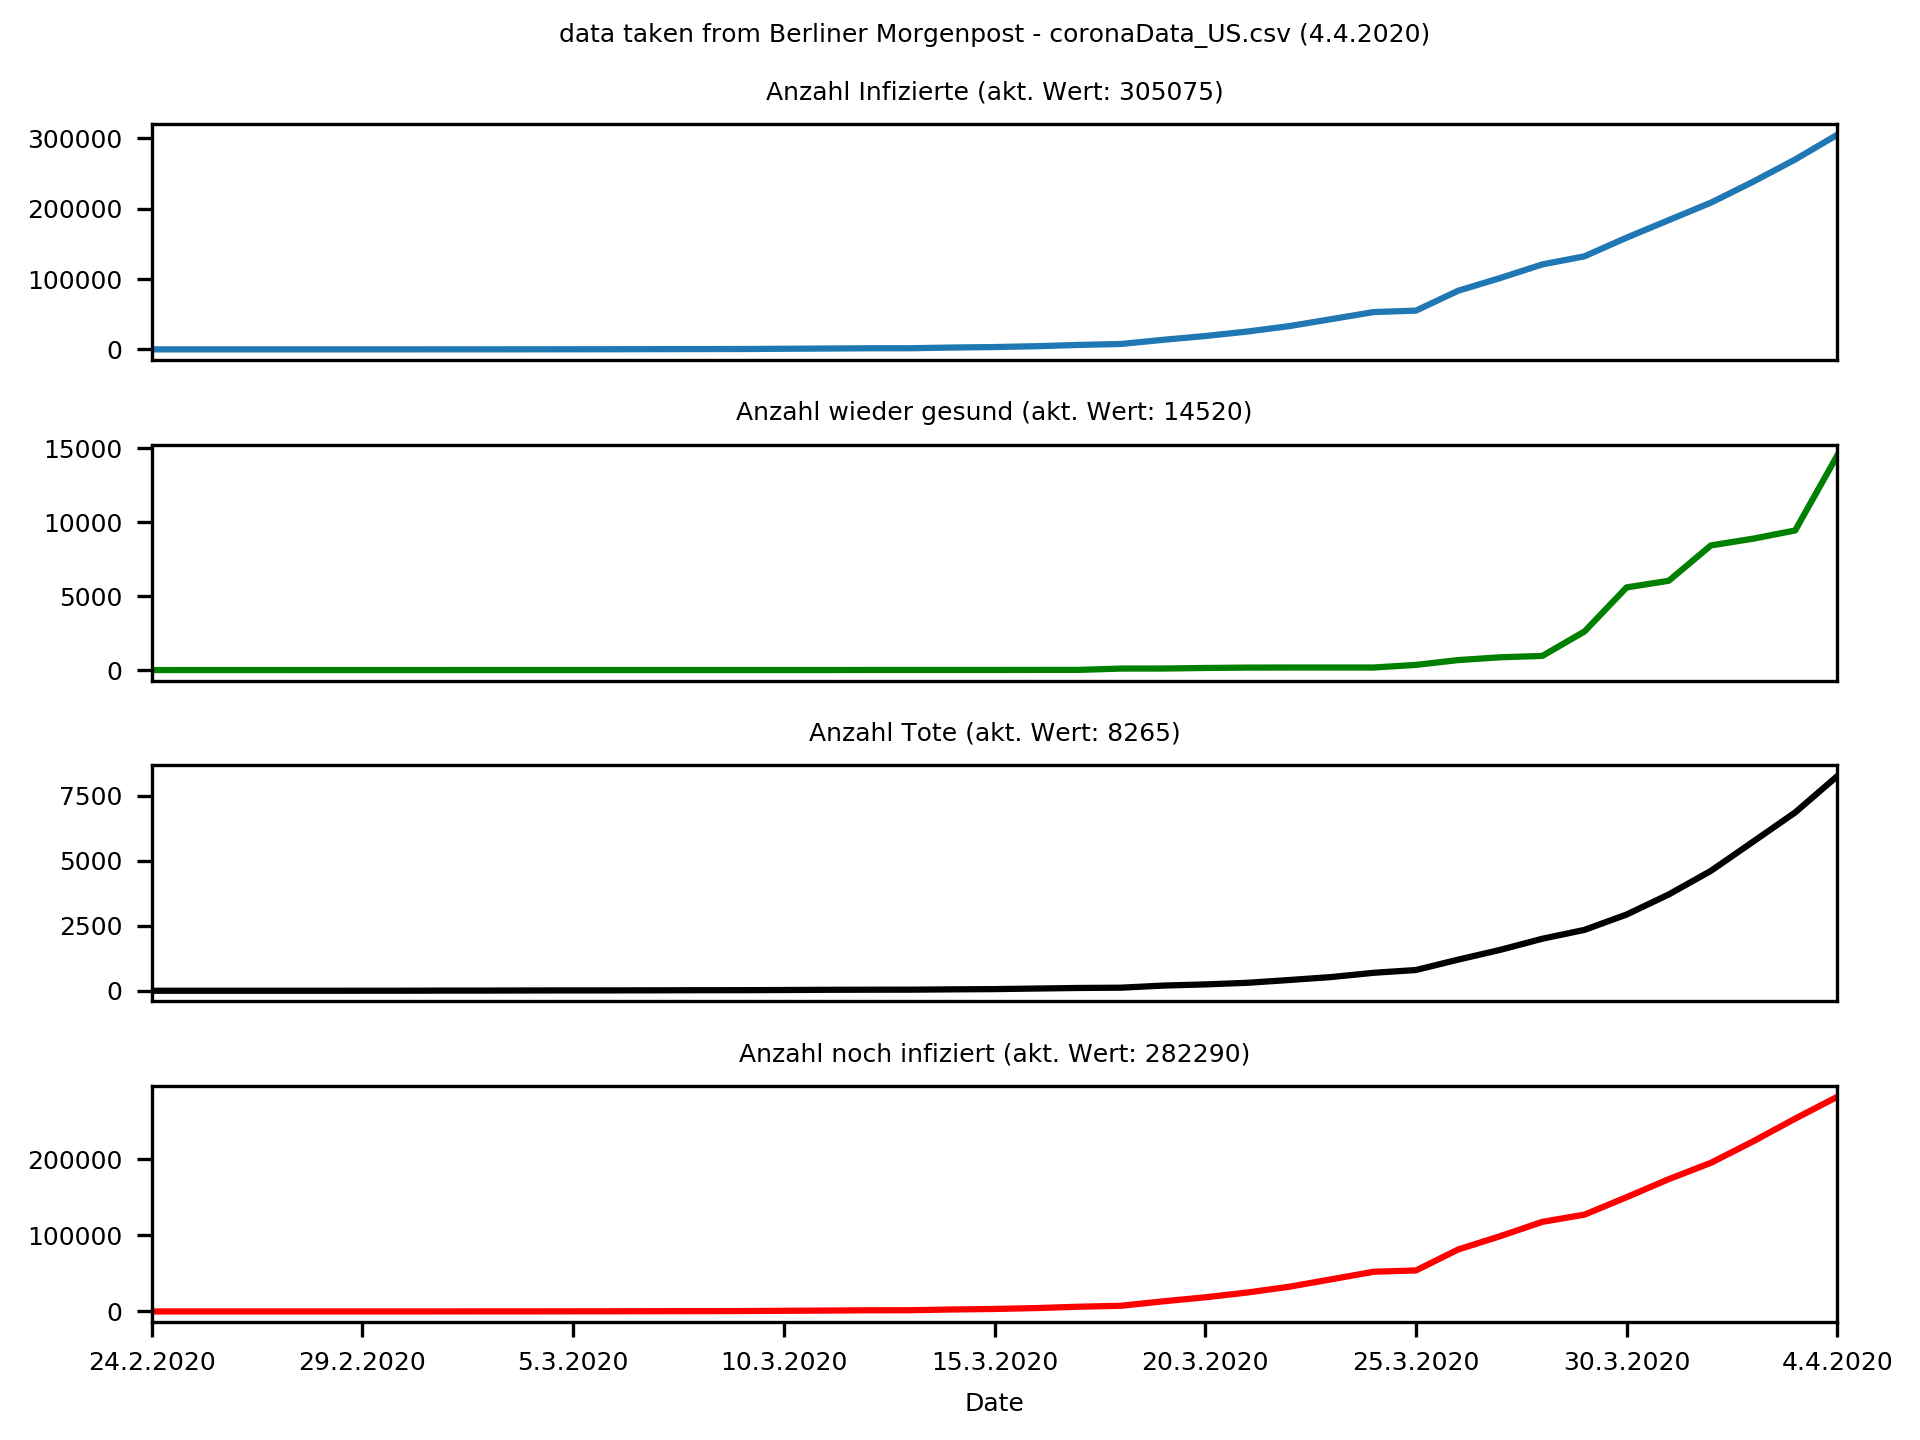 data taken from Berliner Morgenpost - coronaData_US.csv (4.4.2020)
Anzahl Infizierte (akt. Wert: 305075)
300000
200000
100000
0
Anzahl wieder gesund (akt. Wert: 14520)
15000
10000
5000
0
Anzahl Tote (akt. Wert: 8265)
7500
5000
2500
0
Anzahl noch infiziert (akt. Wert: 282290)
200000
100000
0
24.2.2020 29.2.2020 5.3.2020 10.3.2020 15.3.2020 20.3.2020 25.3.2020 30.3.2020 4.4.2020
Date